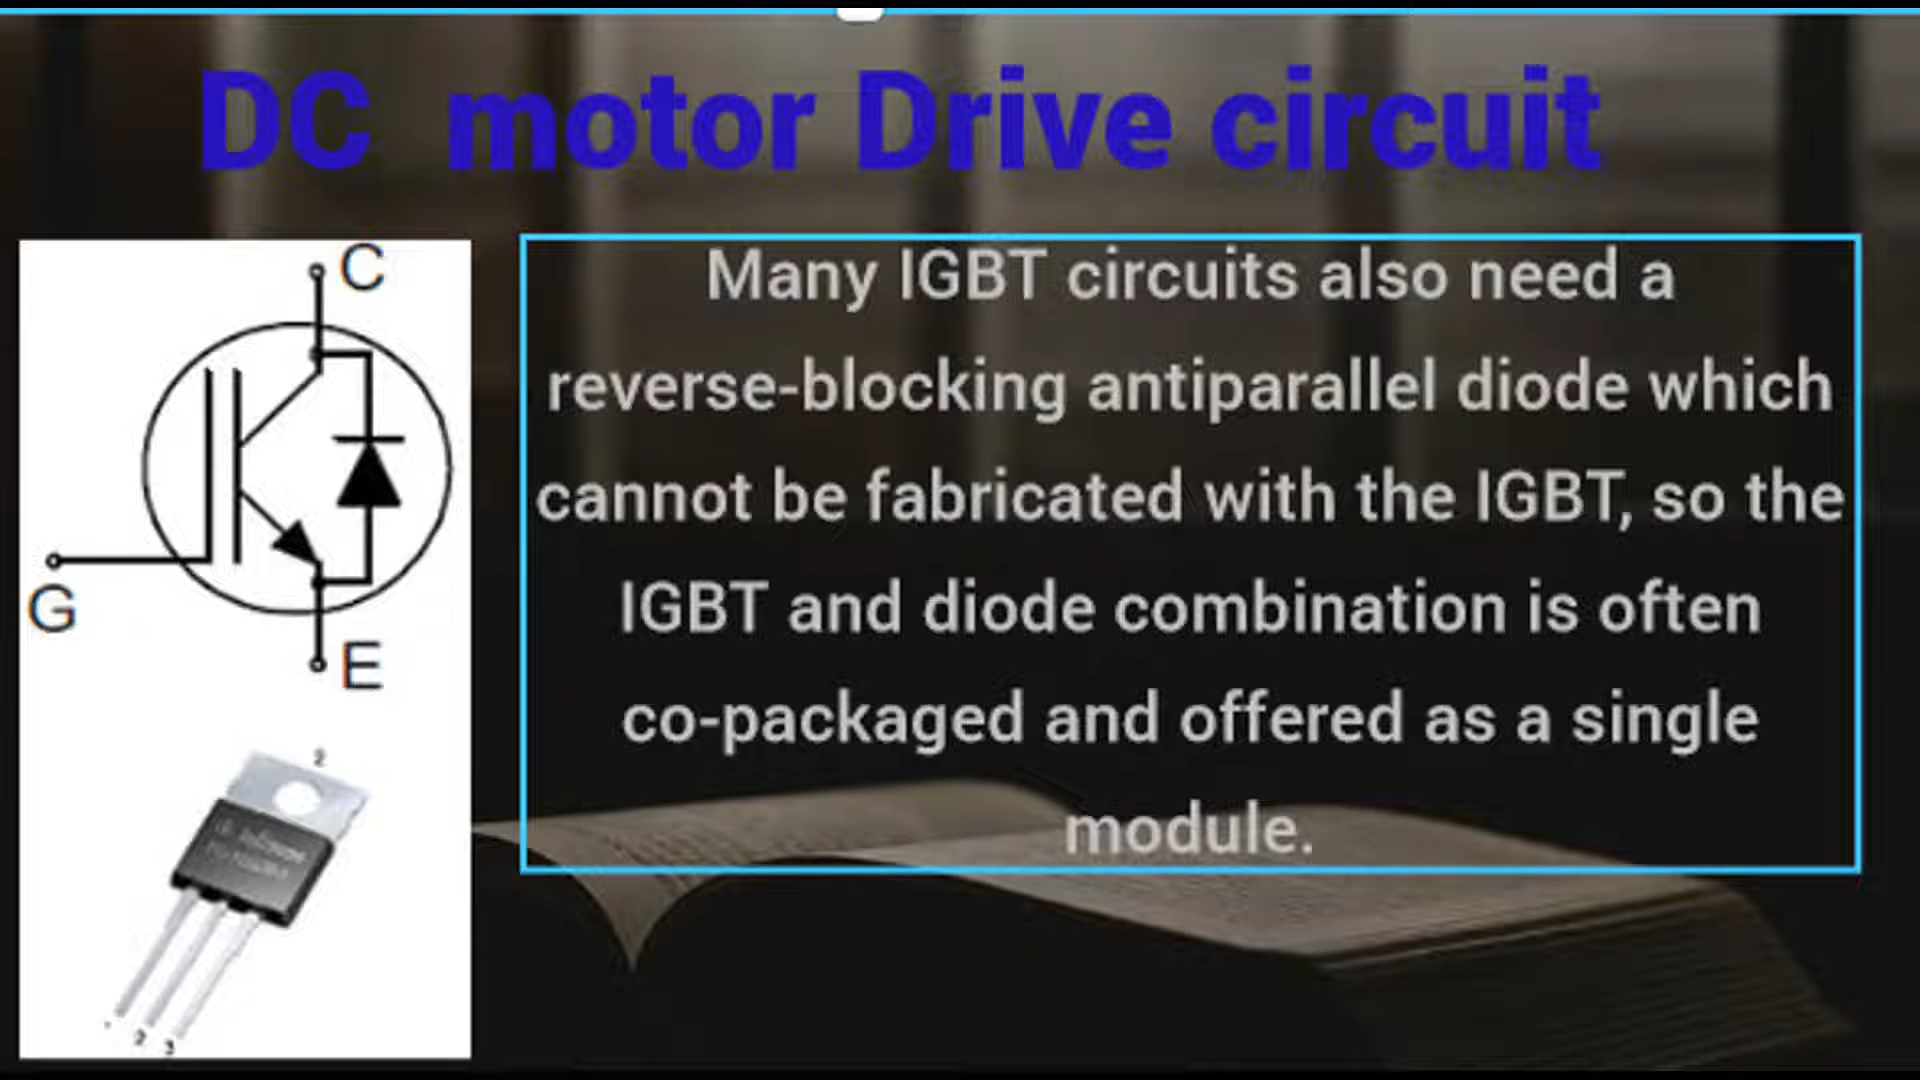 DC motor Drive circuit
C
G
E
2
1 2 3
Many IGBT circuits also need a
reverse-blocking antiparallel diode which
cannot be fabricated with the IGBT, so the
IGBT and diode combination is often
co-packaged and offered as a single
module.